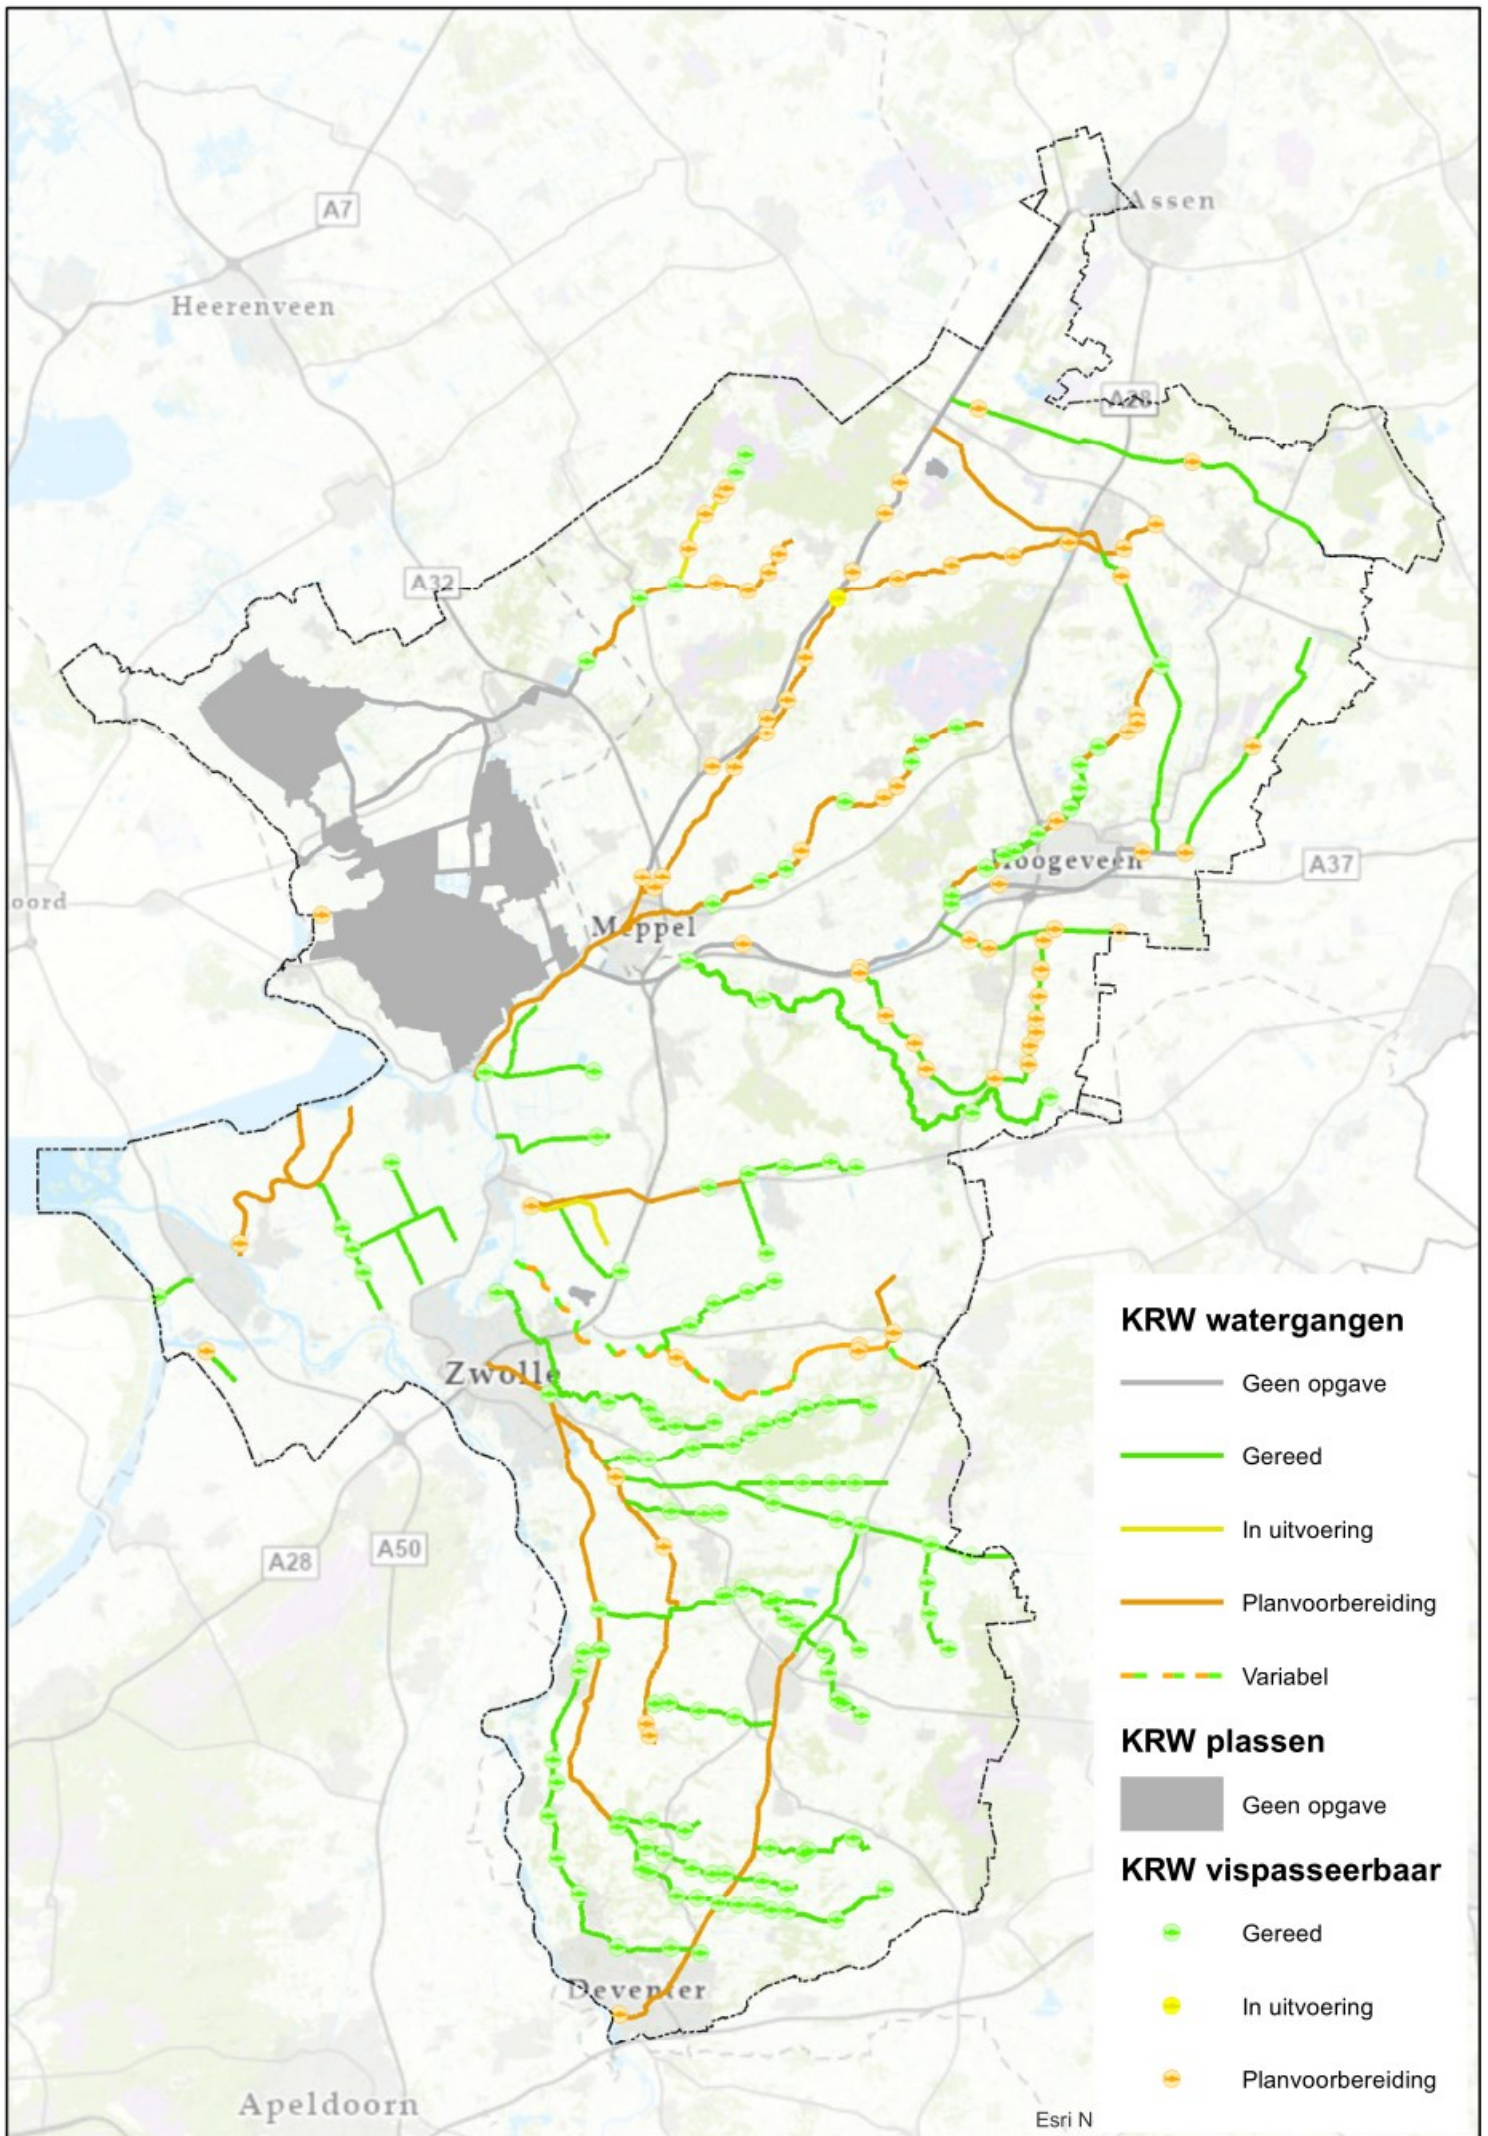 Assen
A7
Heerenveen
A28
A32
Hoogeveen
A37
oord
Meppel
Zwolle
A28
A50
Deventer
Apeldoorn
Esri N
KRW watergangen
Geen opgave
Gereed
In uitvoering
Planvoorbereiding
Variabel
KRW plassen
Geen opgave
KRW vispasseerbaar
Gereed
In uitvoering
Planvoorbereiding